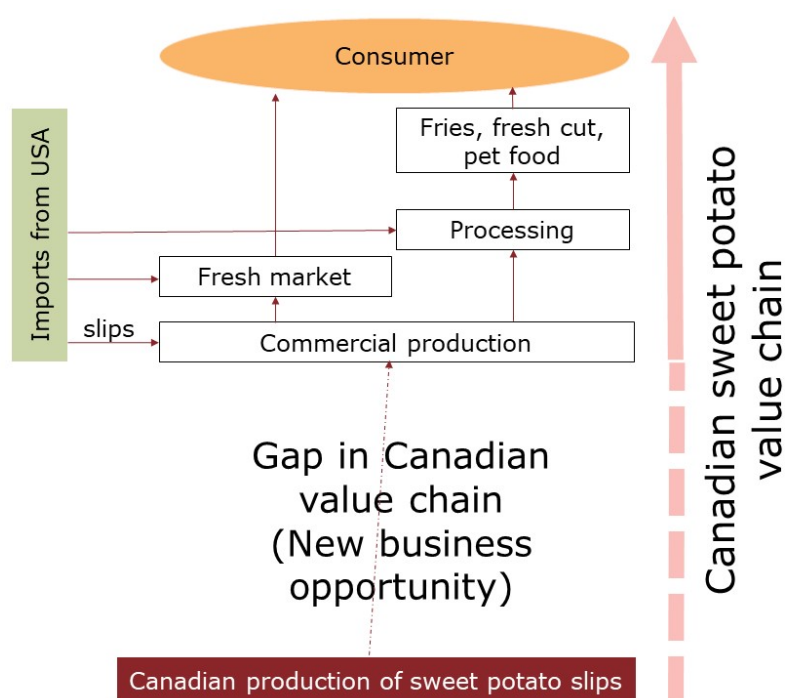 Consumer
Fries, fresh cut,
pet food
Imports from USA
Processing
Fresh market
slips
Commercial production
Gap in Canadian
value chain
(New business
opportunity)
Canadian production of sweet potato slips
Canadian sweet potato
value chain